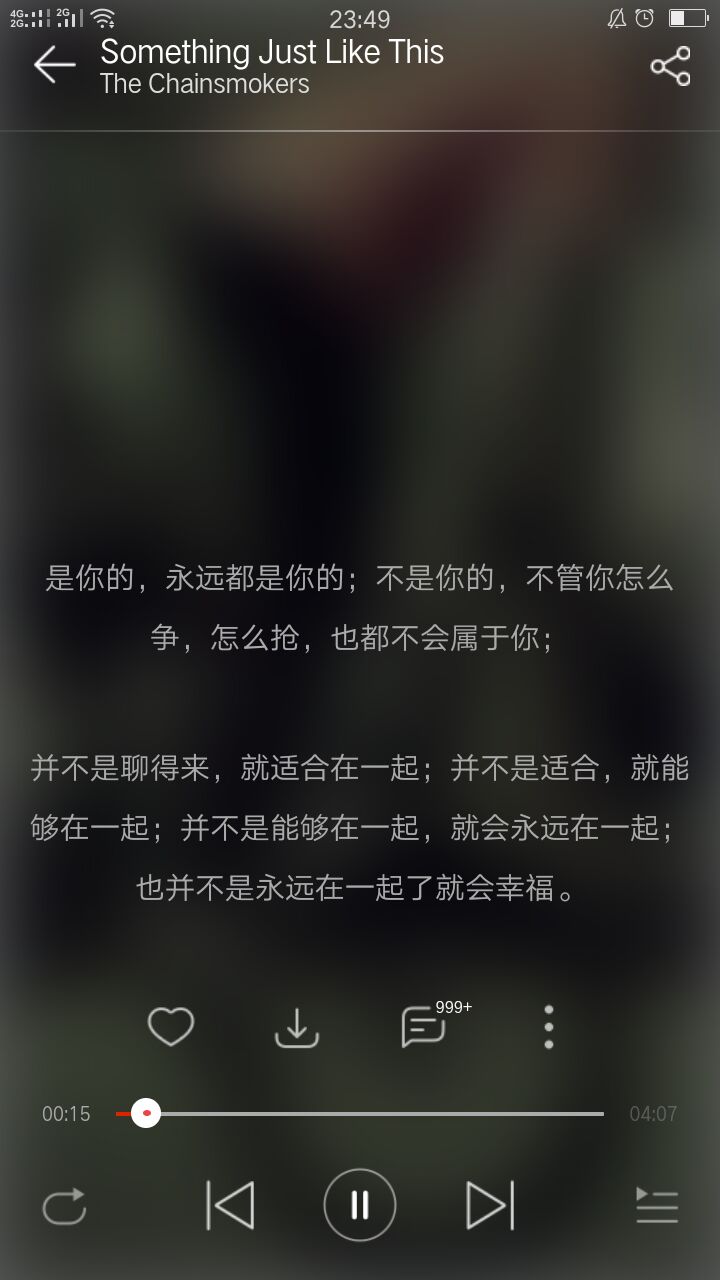 4G 2G 2G 23:49
Something Just Like This
The Chainsmokers
是你的，永远都是你的；不是你的，不管你怎么
争，怎么抢，也都不会属于你；
并不是聊得来，就适合在一起；并不是适合，就能
够在一起；并不是能够在一起，就会永远在一起；
也并不是永远在一起了就会幸福。
999+
00:15 04:07